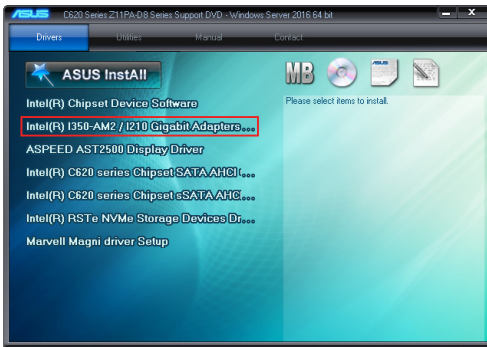 ASUS C620 Series Z11PA-D8 Series Support DVD - Windows Server 2016 64 bit
Drivers Utilities Manual Contact
ASUS InstAll
MB
Please select items to install.
Intel(R) Chipset Device Software
Intel(R) I350-AM2 / I210 Gigabit Adapters...
ASPEED AST2500 Display Driver
Intel(R) C620 series Chipset SATA AHCI (...
Intel(R) C620 series Chipset sSATA AHC...
Intel(R) RSTe NVMe Storage Devices Dr...
Marvell Magni driver Setup